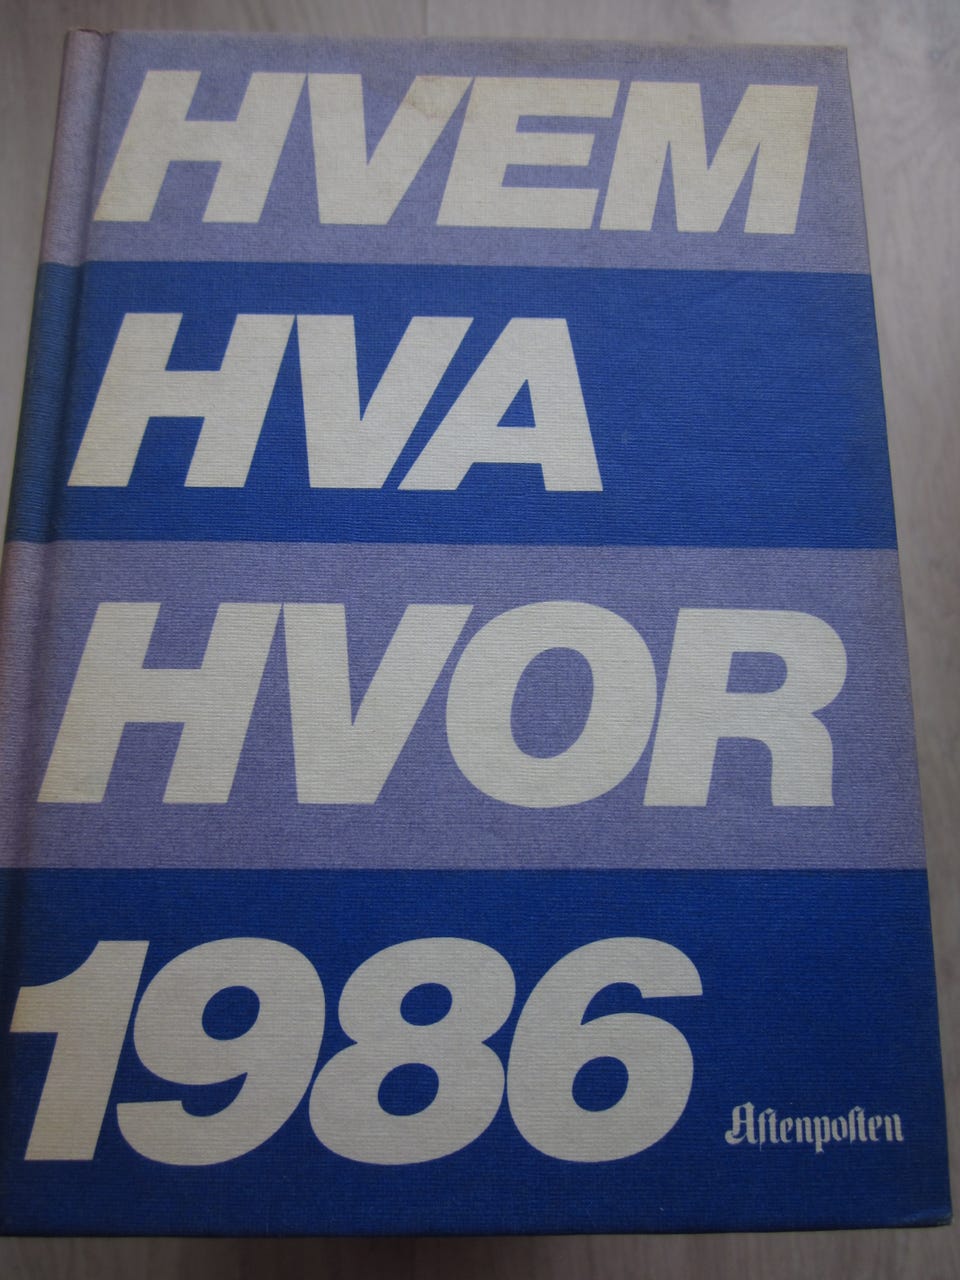 HVEM
HVA
HVOR
1986
Aftenposten